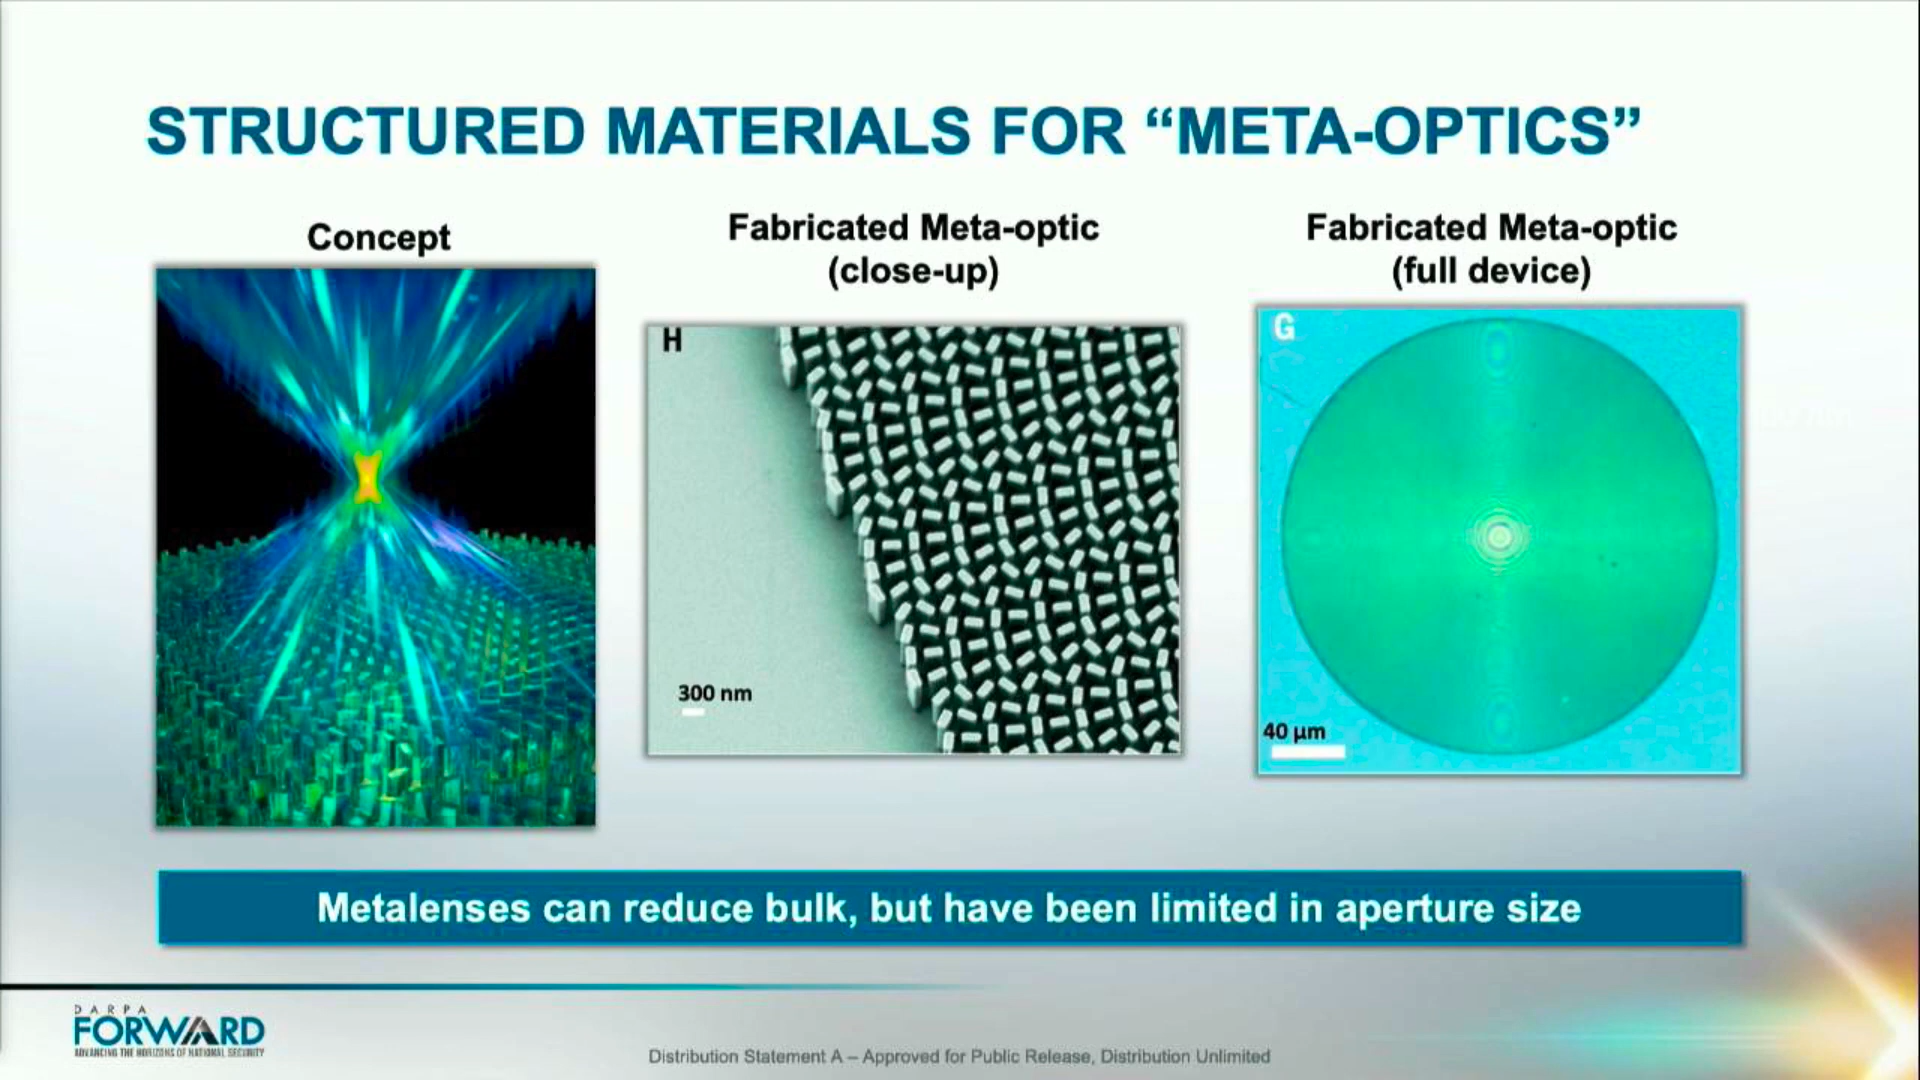 STRUCTURED MATERIALS FOR “META-OPTICS”
Concept
Fabricated Meta-optic
(close-up)
Fabricated Meta-optic
(full device)
H
300 nm
G
40 µm
Metalenses can reduce bulk, but have been limited in aperture size
DARPA
FORWARD
ADVANCING THE HORIZONS OF NATIONAL SECURITY
Distribution Statement A – Approved for Public Release, Distribution Unlimited